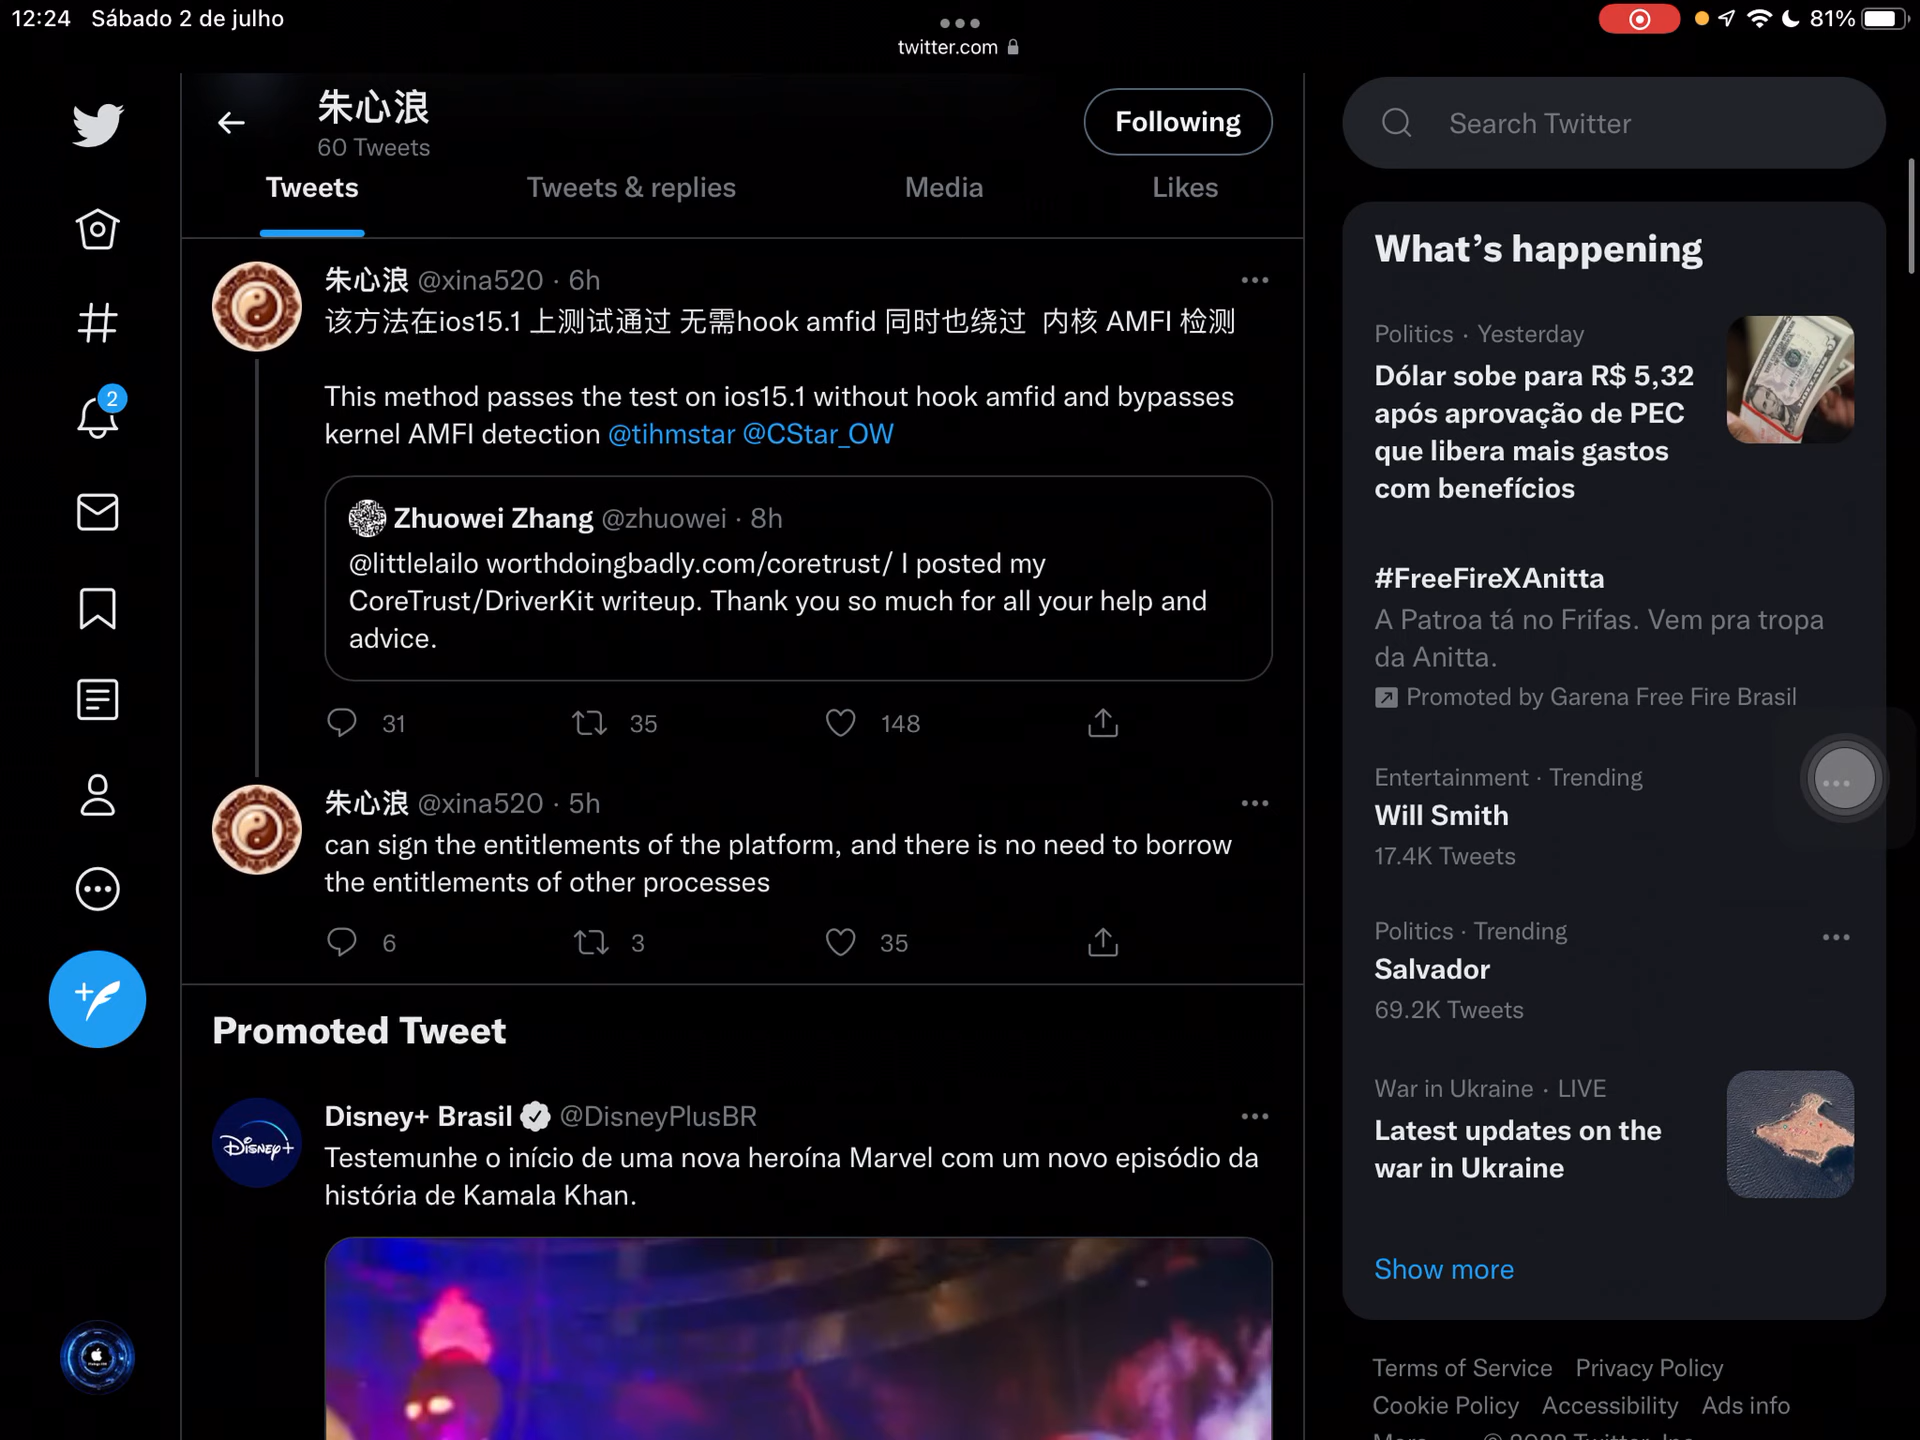 12:24 Sábado 2 de julho
81%
twitter.com
朱心浪
60 Tweets
Following
Tweets
Tweets & replies
Media
Likes
朱心浪 @xina520 · 6h
该方法在ios15.1 上测试通过 无需hook amfid 同时也绕过 内核 AMFI 检测
This method passes the test on ios15.1 without hook amfid and bypasses
kernel AMFI detection @tihmstar @CStar_OW
Zhuowei Zhang @zhuowei · 8h
@littlelailo worthdoingbadly.com/coretrust/ I posted my
CoreTrust/DriverKit writeup. Thank you so much for all your help and
advice.
31
35
148
朱心浪 @xina520 · 5h
can sign the entitlements of the platform, and there is no need to borrow
the entitlements of other processes
6
3
35
Promoted Tweet
Disney+
Disney+ Brasil @DisneyPlusBR
Testemunhe o início de uma nova heroína Marvel com um novo episódio da
história de Kamala Khan.
2
Search Twitter
What's happening
Politics · Yesterday
Dólar sobe para R$ 5,32
após aprovação de PEC
que libera mais gastos
com benefícios
#FreeFireXAnitta
A Patroa tá no Frifas. Vem pra tropa
da Anitta.
Promoted by Garena Free Fire Brasil
Entertainment · Trending
Will Smith
17.4K Tweets
Politics · Trending
Salvador
69.2K Tweets
War in Ukraine · LIVE
Latest updates on the
war in Ukraine
Show more
Terms of Service Privacy Policy
Cookie Policy Accessibility Ads info